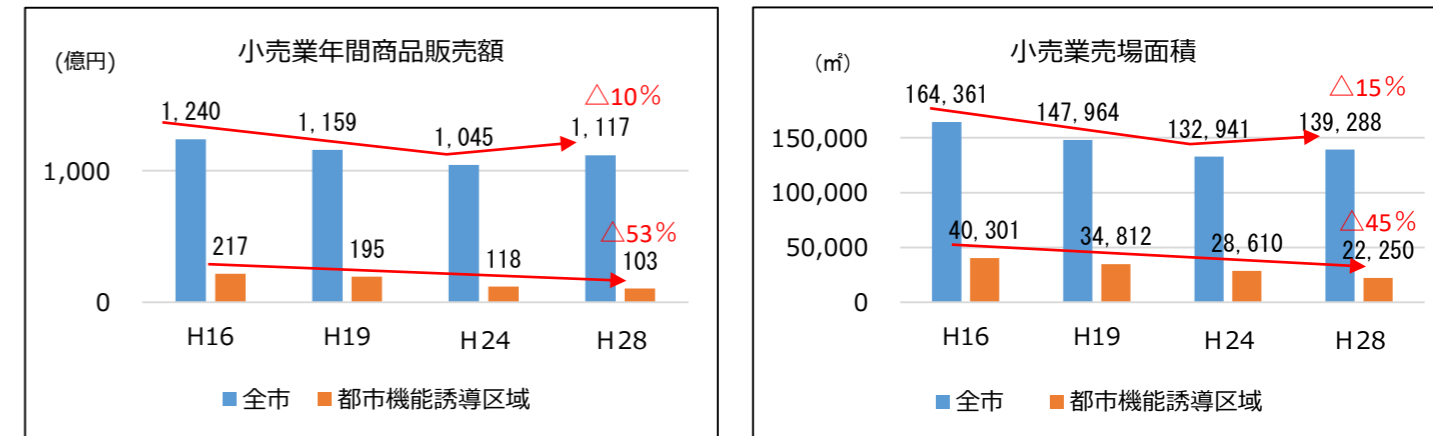 小売業年間商品販売額
(億円)
△10%
1,240
1,159
1,045
1,117
1,000
△53%
217
195
118
103
0
H16
H19
H24
H28
全市
都市機能誘導区域
小売業売場面積
(㎡)
△15%
164,361
147,964
132,941
139,288
150,000
100,000
△45%
50,000
40,301
34,812
28,610
22,250
0
H16
H19
H24
H28
全市
都市機能誘導区域